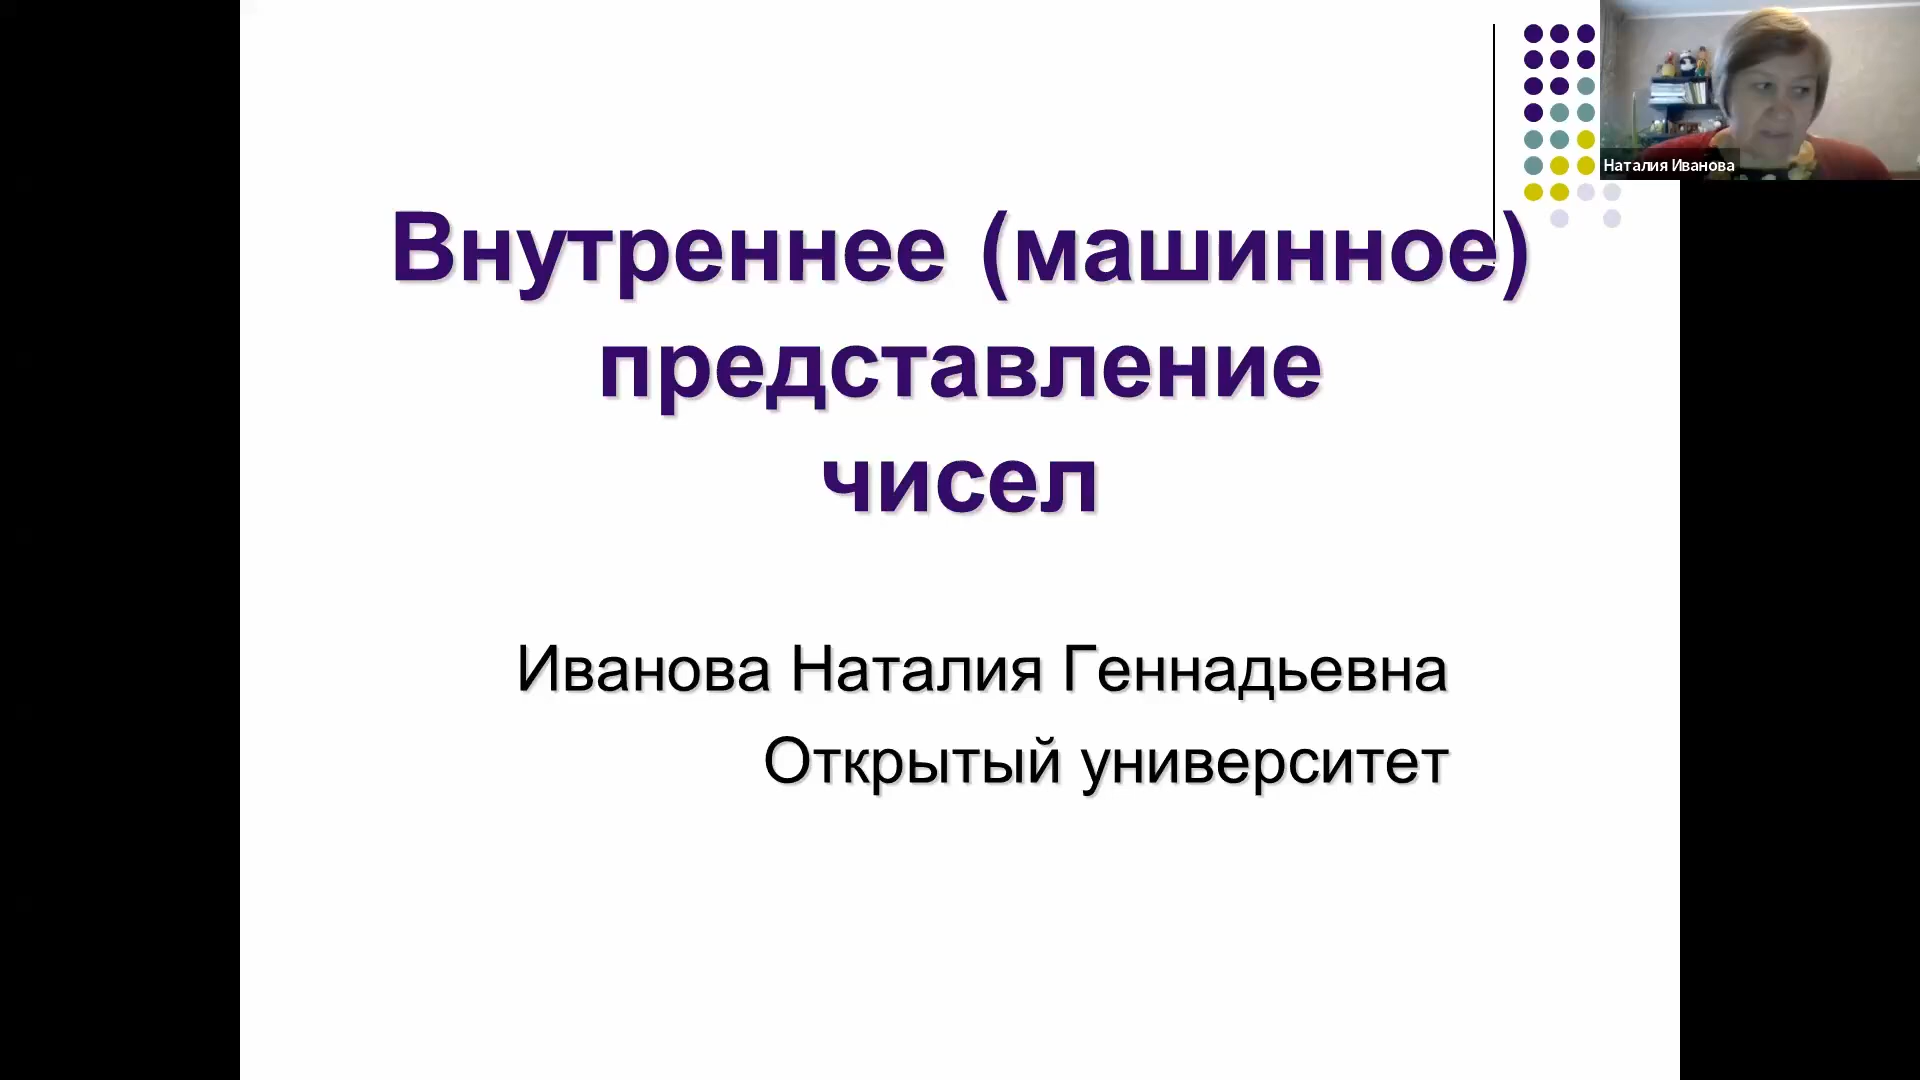 Внутреннее (машинное)
представление
чисел
Иванова Наталия Геннадьевна
Открытый университет
Наталия Иванова